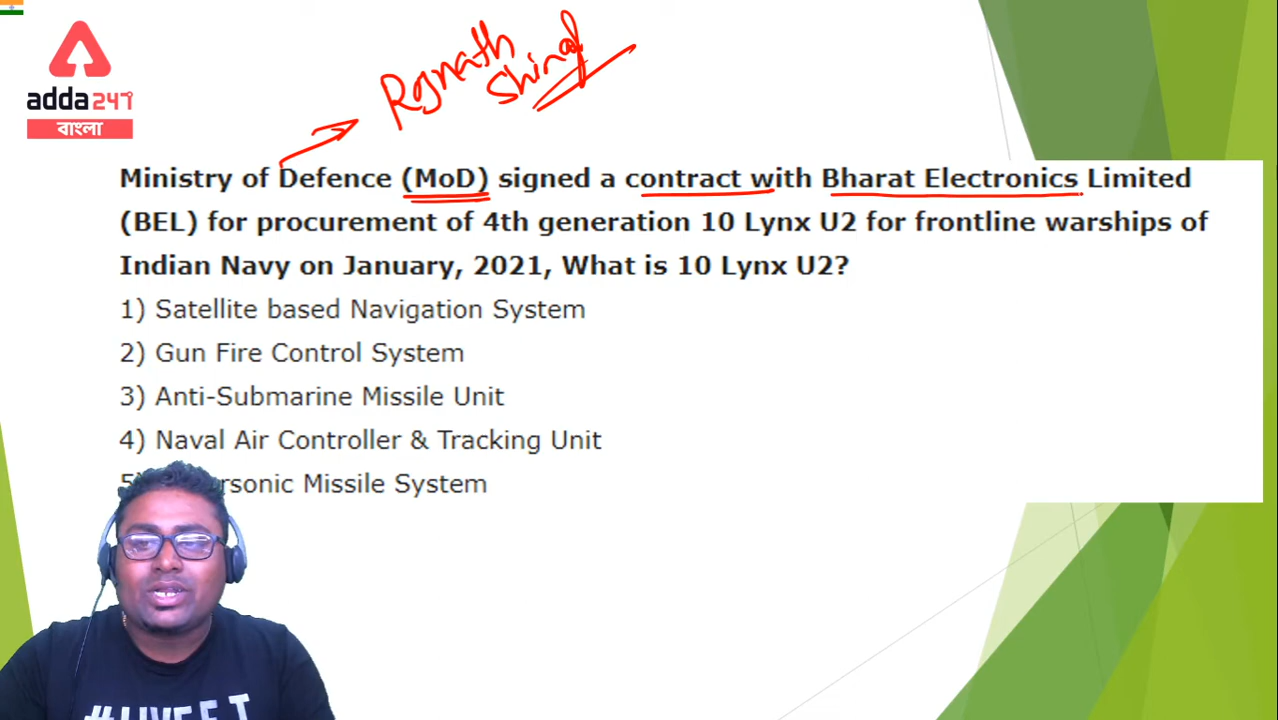 adda247
বাংলা
Rajnath
Shing
Ministry of Defence (MoD) signed a contract with Bharat Electronics Limited
(BEL) for procurement of 4th generation 10 Lynx U2 for frontline warships of
Indian Navy on January, 2021, What is 10 Lynx U2?
1) Satellite based Navigation System
2) Gun Fire Control System
3) Anti-Submarine Missile Unit
4) Naval Air Controller & Tracking Unit
Missile System